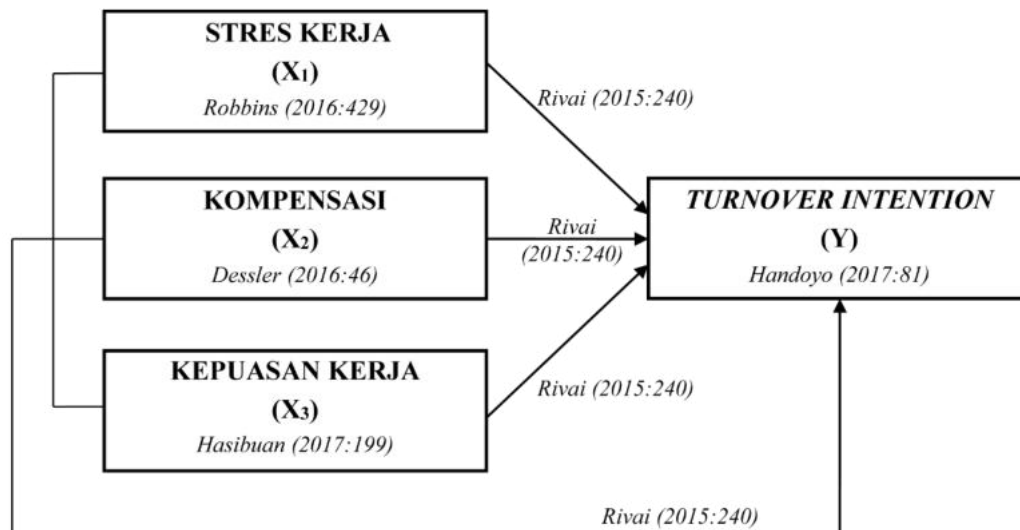 STRES KERJA
(X₁)
Robbins (2016:429)
Rivai (2015:240)
KOMPENSASI
(X₂)
Dessler (2016:46)
Rivai
(2015:240)
TURNOVER INTENTION
(Y)
Handoyo (2017:81)
KEPUASAN KERJA
(X₃)
Hasibuan (2017:199)
Rivai (2015:240)
Rivai (2015:240)